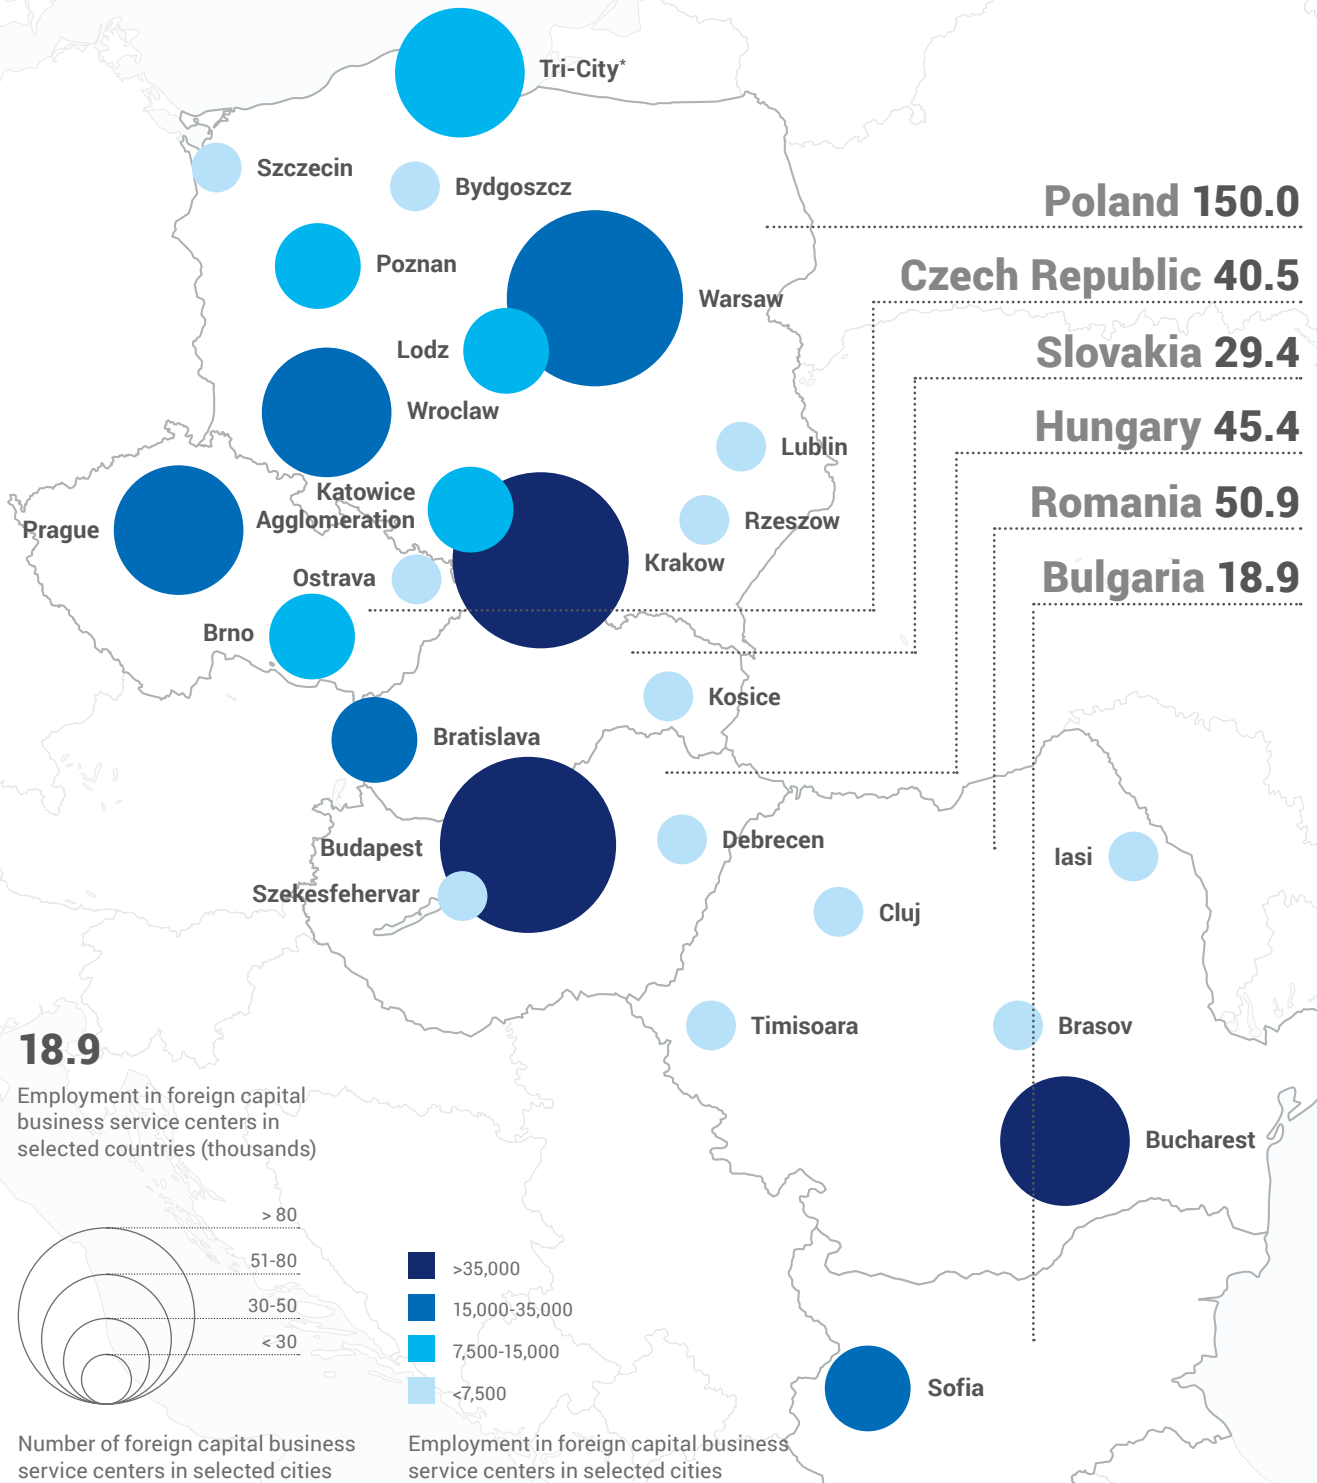 Tri-City*
Szczecin
Bydgoszcz
Poland 150.0
Poznan
Czech Republic 40.5
Warsaw
Lodz
Slovakia 29.4
Wroclaw
Hungary 45.4
Lublin
Katowice
Agglomeration
Romania 50.9
Prague
Rzeszow
Krakow
Ostrava
Bulgaria 18.9
Brno
Kosice
Bratislava
Budapest
Debrecen
Iasi
Szekesfehervar
Cluj
Timisoara
Brasov
18.9
Employment in foreign capital
business service centers in
selected countries (thousands)
Bucharest
> 80
51-80
30-50
< 30
>35,000
15,000-35,000
7,500-15,000
<7,500
Sofia
Number of foreign capital business
service centers in selected cities
Employment in foreign capital business
service centers in selected cities